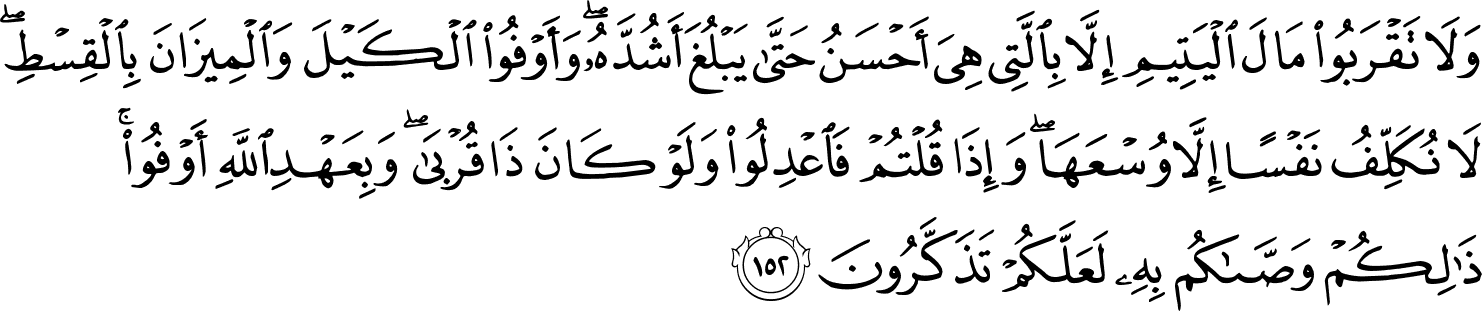 وَلَا تَقْرَبُوا۟ مَالَ ٱلْيَتِيمِ إِلَّا بِٱلَّتِى هِىَ أَحْسَنُ حَتَّىٰ يَبْلُغَ أَشُدَّهُۥ ۖ وَأَوْفُوا۟ ٱلْكَيْلَ وَٱلْمِيزَانَ بِٱلْقِسْطِ ۖ
لَا نُكَلِّفُ نَفْسًا إِلَّا وُسْعَهَا ۖ وَإِذَا قُلْتُمْ فَٱعْدِلُوا۟ وَلَوْ كَانَ ذَا قُرْبَىٰ ۖ وَبِعَهْدِ ٱللَّهِ أَوْفُوا۟ ۚ
ذَٰلِكُمْ وَصَّىٰكُم بِهِۦ لَعَلَّكُمْ تَذَكَّرُونَ ١٥٢